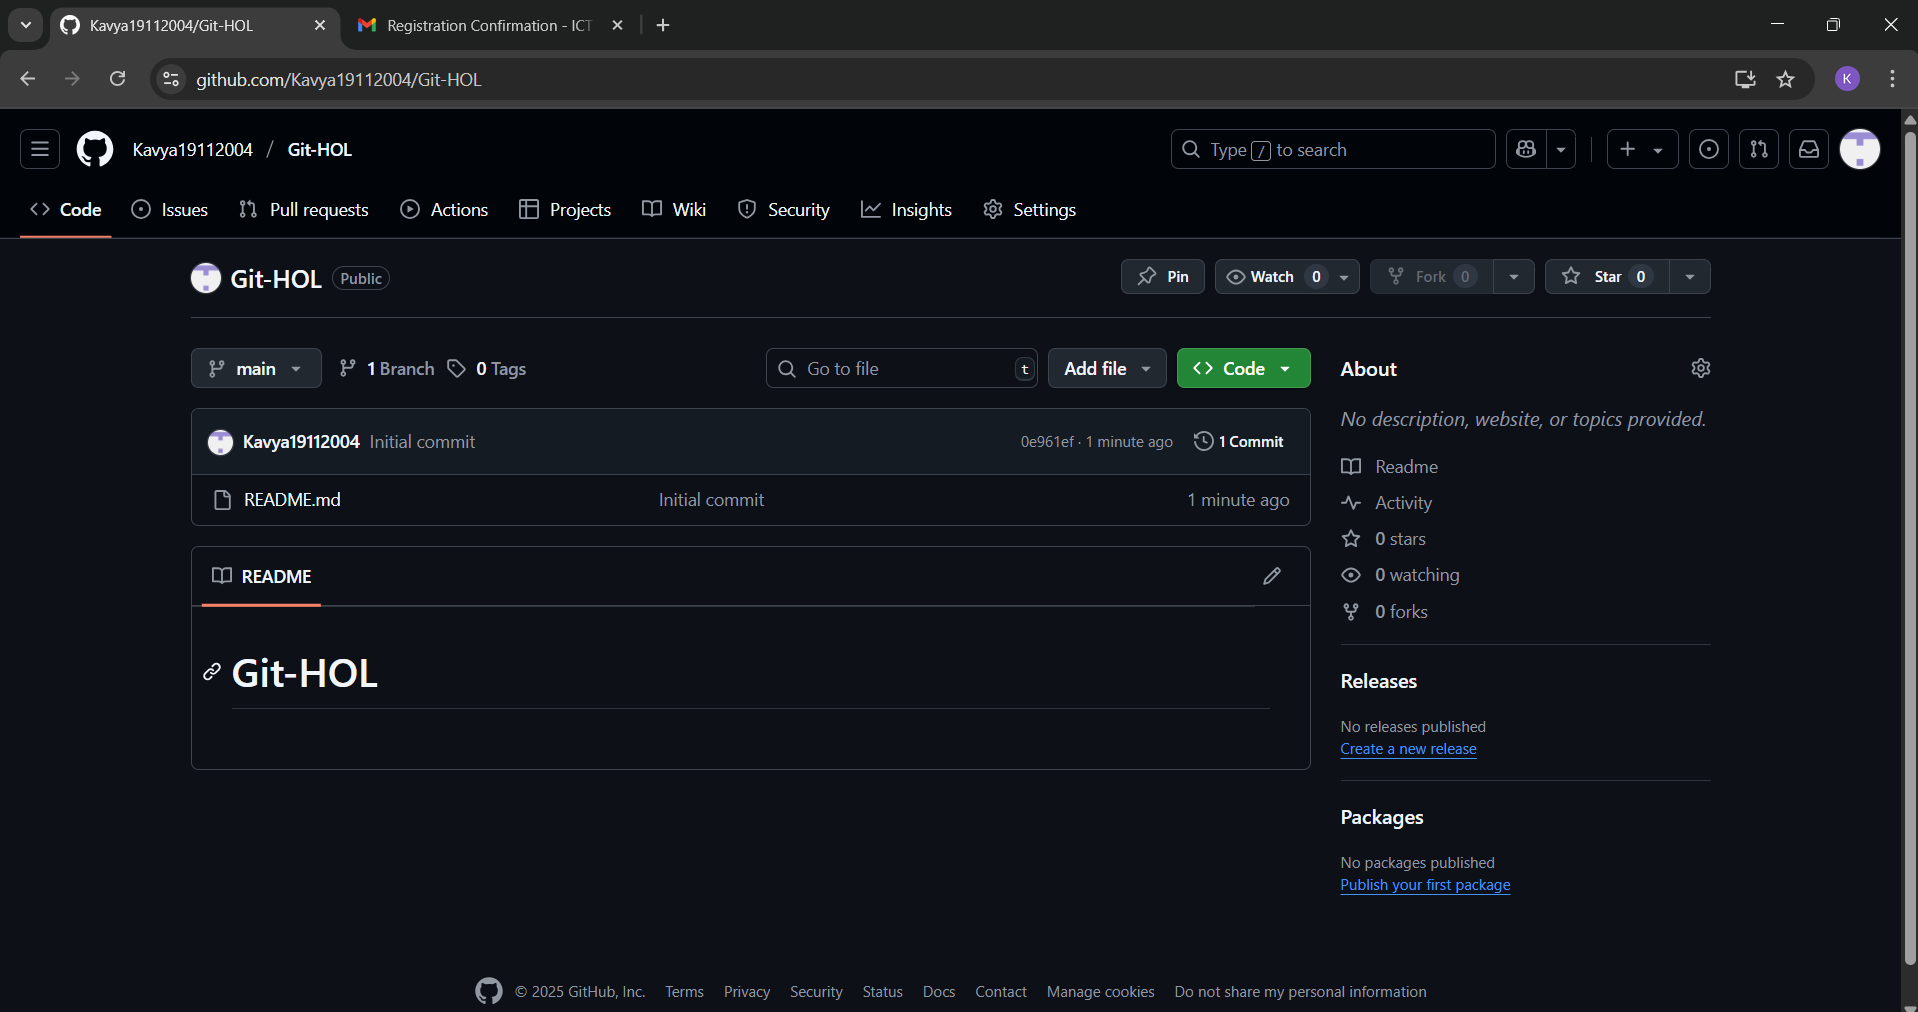 Kavya19112004/Git-HOL
Registration Confirmation - ICT
github.com/Kavya19112004/Git-HOL
K
Kavya19112004 / Git-HOL
Type / to search
Code Issues Pull requests Actions Projects Wiki Security Insights Settings
Git-HOL Public
Pin Watch 0 Fork 0 Star 0
main 1 Branch 0 Tags Go to file t Add file Code
Kavya19112004 Initial commit 0e961ef · 1 minute ago 1 Commit
README.md Initial commit 1 minute ago
README
Git-HOL
About
No description, website, or topics provided.
Readme
Activity
0 stars
0 watching
0 forks
Releases
No releases published
Create a new release
Packages
No packages published
Publish your first package
© 2025 GitHub, Inc. Terms Privacy Security Status Docs Contact Manage cookies Do not share my personal information